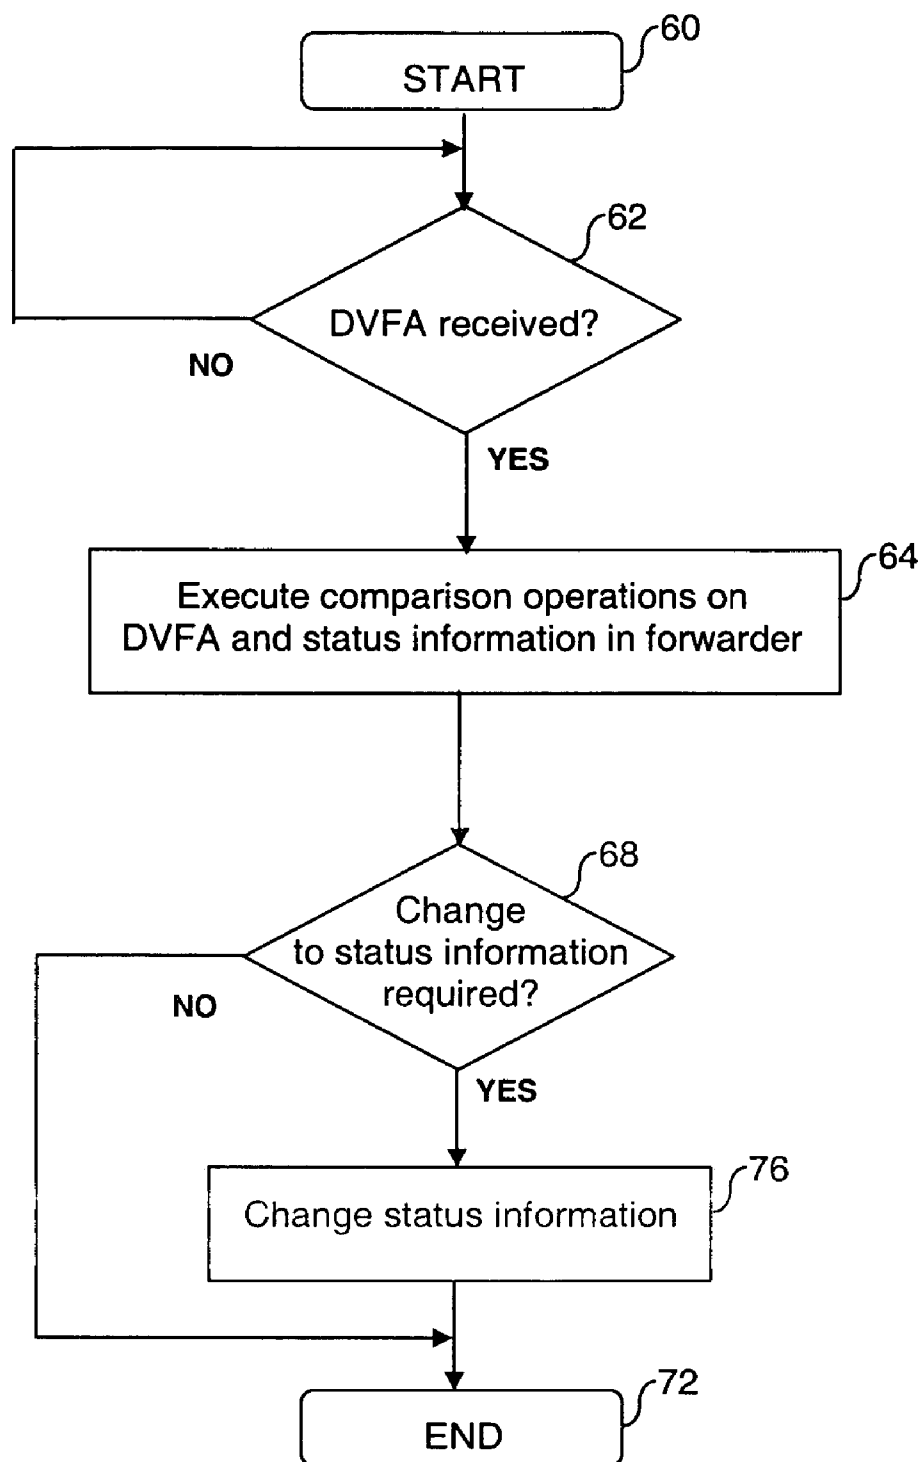 60
START
62
DVFA received?
NO
YES
64
Execute comparison operations on
DVFA and status information in forwarder
68
Change
to status information
required?
NO
YES
76
Change status information
72
END